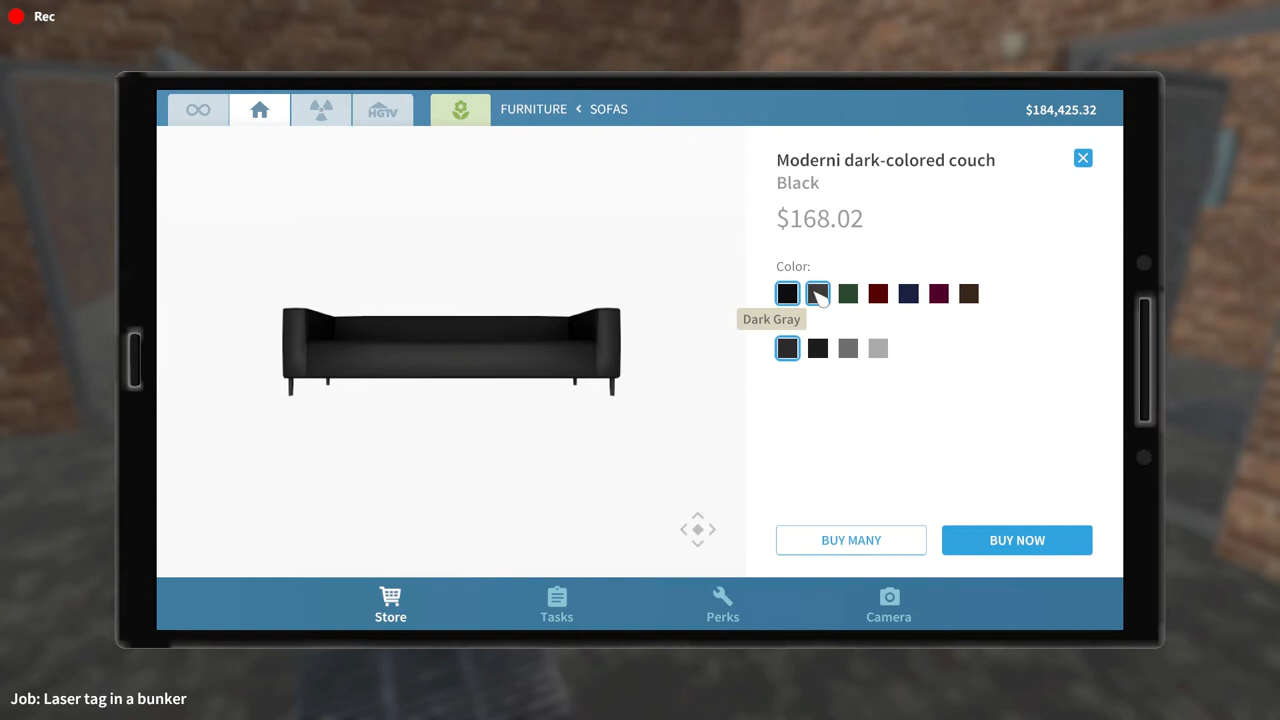 Rec
HGTV
FURNITURE < SOFAS
$184,425.32
Moderni dark-colored couch
Black
$168.02
Color:
Dark Gray
BUY MANY
BUY NOW
Store
Tasks
Perks
Camera
Job: Laser tag in a bunker